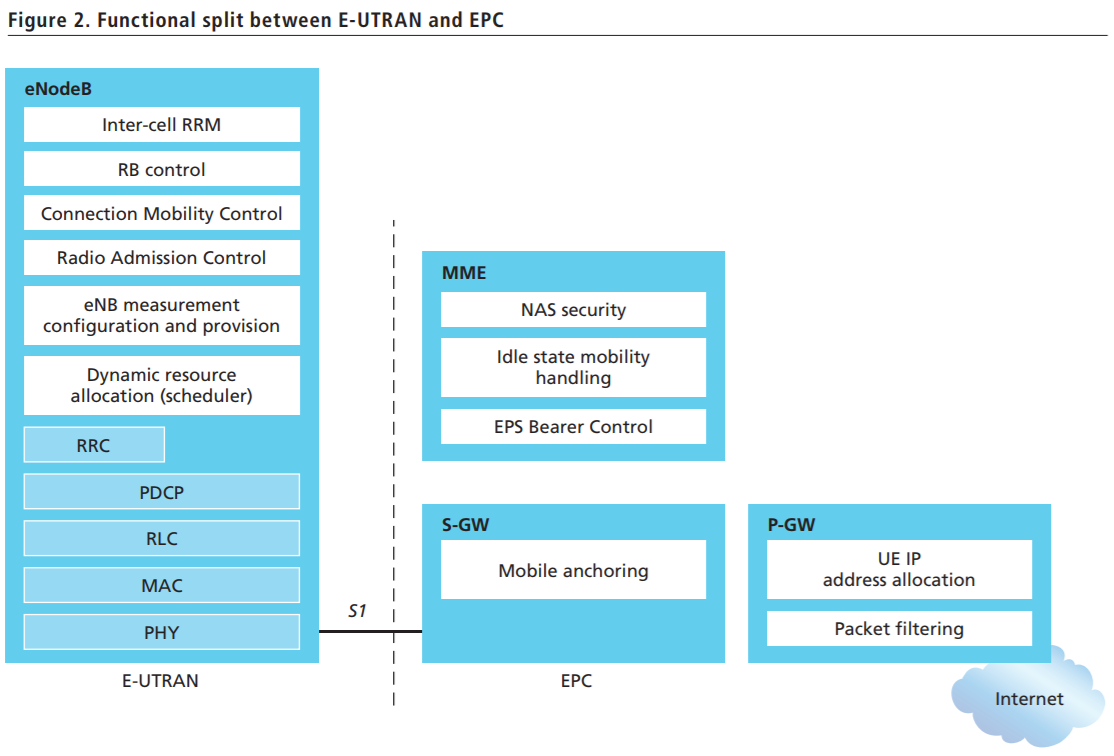 Figure 2. Functional split between E-UTRAN and EPC
eNodeB
Inter-cell RRM
RB control
Connection Mobility Control
Radio Admission Control
eNB measurement
configuration and provision
Dynamic resource
allocation (scheduler)
RRC
PDCP
RLC
MAC
PHY
E-UTRAN
S1
MME
NAS security
Idle state mobility
handling
EPS Bearer Control
S-GW
Mobile anchoring
EPC
P-GW
UE IP
address allocation
Packet filtering
Internet